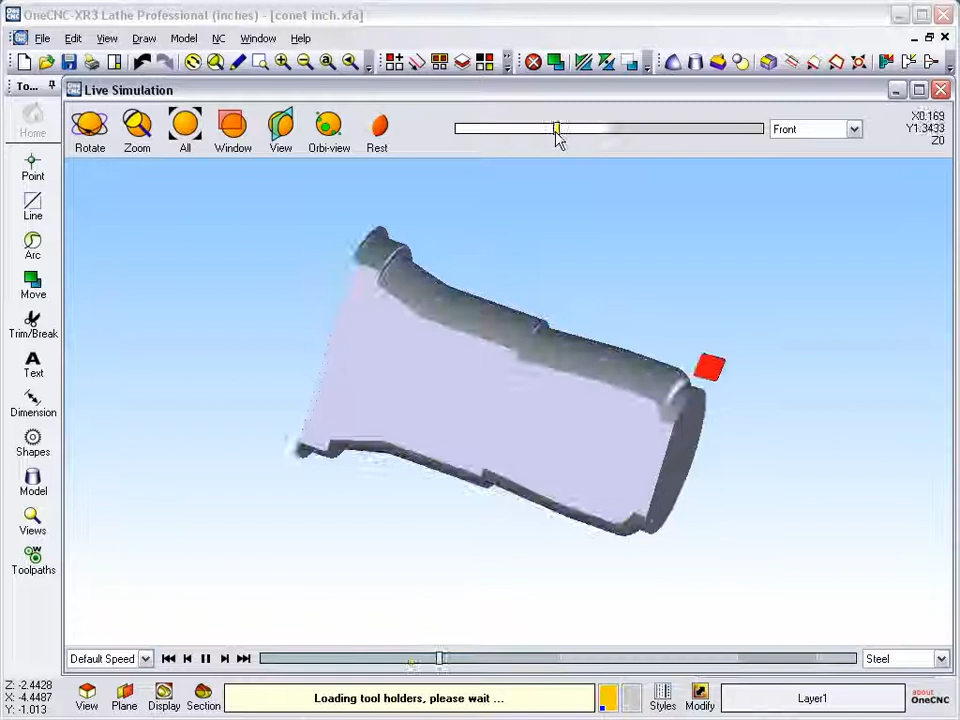 OneCNC-XR3 Lathe Professional (inches) - [conet inch.xfa]
File Edit View Draw Model NC Window Help
To...
Live Simulation
Home
Rotate Zoom All Window View Orbi-view Rest
Front
X0.169
Y1.3433
Z0
Point
Line
Arc
Move
Trim/Break
A
Text
Dimension
Shapes
Model
Views
Toolpaths
Default Speed
Steel
Z: -2.4428
X: -4.4487
Y: -1.013
View Plane Display Section
Loading tool holders, please wait ...
Styles Modify
Layer1
about
OneCNC